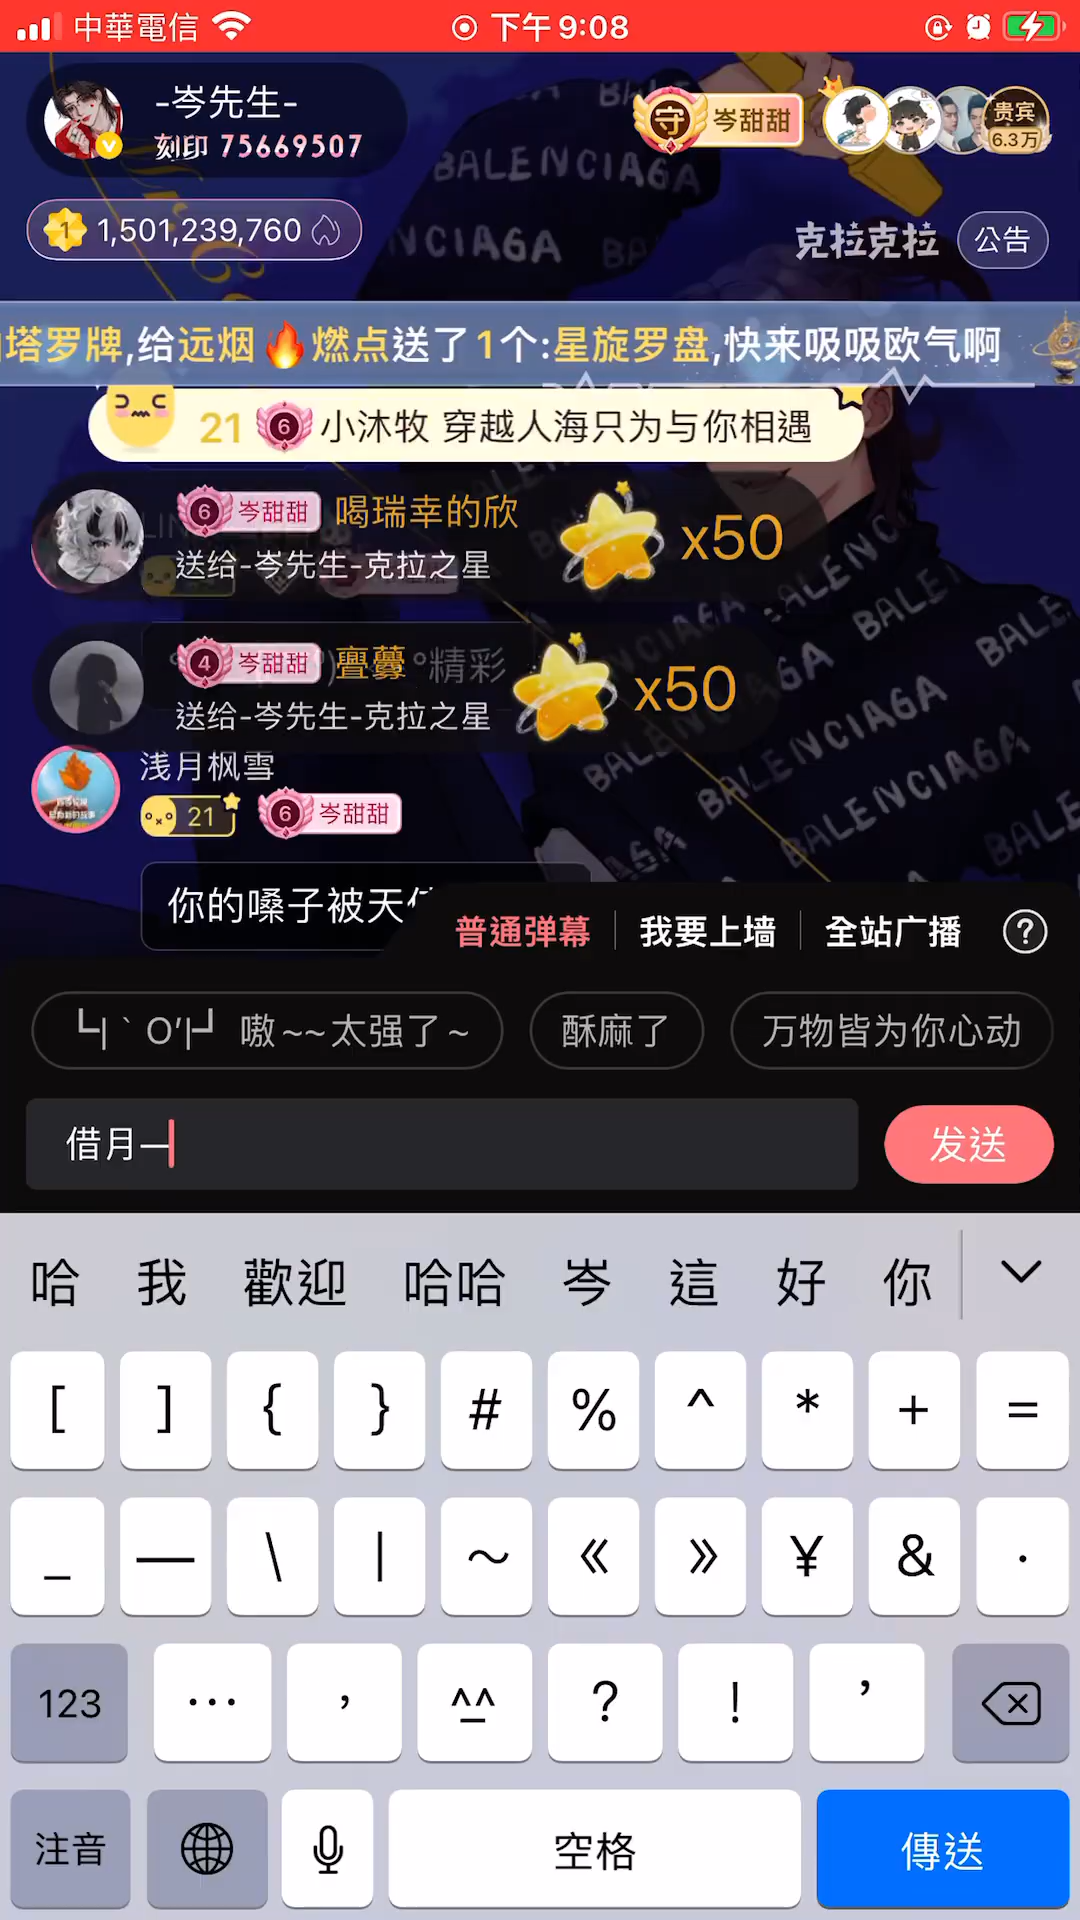 中華電信 下午9:08
-岑先生-
刻印 75669507
守 岑甜甜
贵宾
6.3万
1 1,501,239,760
克拉克拉 公告
BALENCIAGA
塔罗牌,给远烟🔥燃点送了1个:星旋罗盘,快来吸吸欧气啊
21 6 小沐牧 穿越人海只为与你相遇
6 岑甜甜 喝瑞幸的欣
送给-岑先生-克拉之星
x50
4 岑甜甜 °精彩
送给-岑先生-克拉之星
x50
浅月枫雪
21 6 岑甜甜
你的嗓子被天
普通弹幕 我要上墙 全站广播 ?
┗|｀O′|┛ 嗷~~太强了~ 酥麻了 万物皆为你心动
借月— 发送
哈 我 歡迎 哈哈 岑 這 好 你
[ ] { } # % ^ * + =
_ — \ | ～ 《 》 ¥ & ·
123 … ， ^_^ ? ! ’
注音 空格 傳送